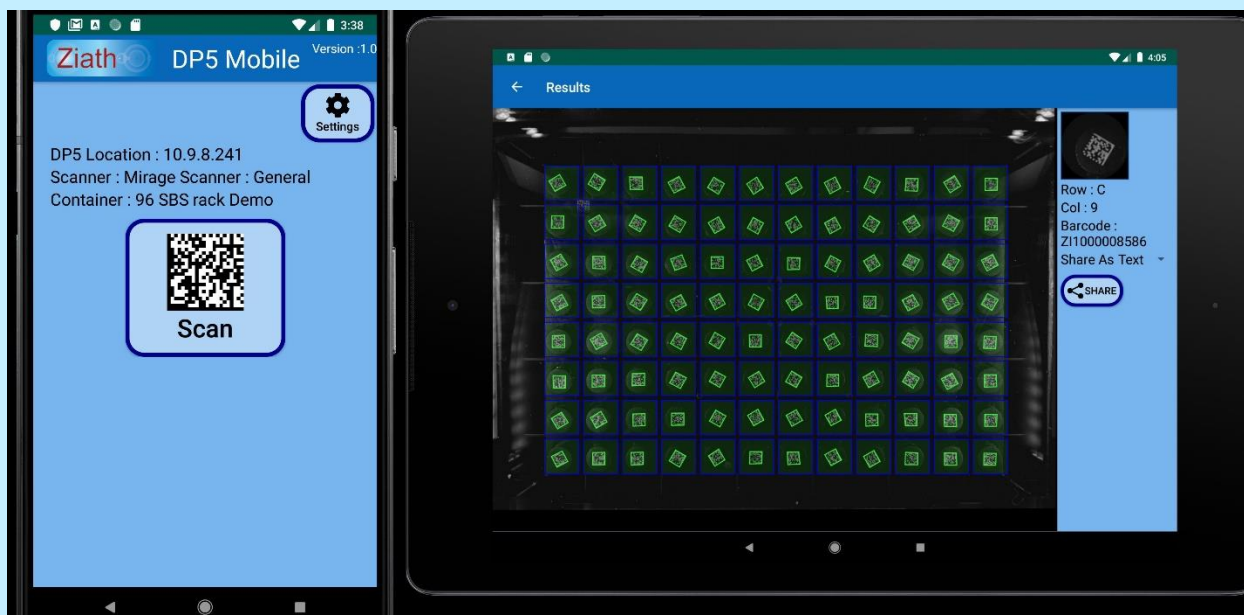 3:38
Ziath
DP5 Mobile
Version :1.0
Settings
DP5 Location : 10.9.8.241
Scanner : Mirage Scanner : General
Container : 96 SBS rack Demo
Scan
4:05
Results
Row : C
Col : 9
Barcode :
ZI1000008586
Share As Text
SHARE